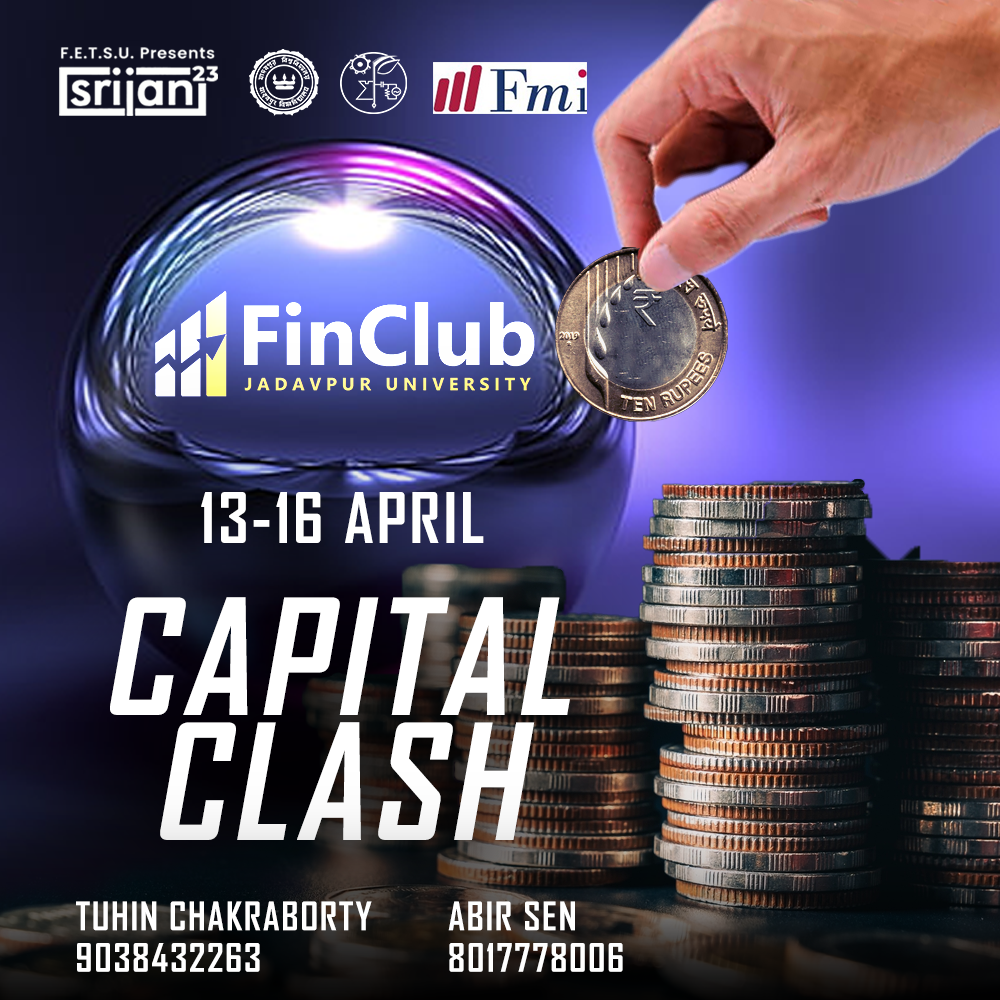 F.E.T.S.U. Presents
srijani 23
Fmi
FinClub
JADAVPUR UNIVERSITY
2019
₹
TEN RUPEES
13-16 APRIL
CAPITAL
CLASH
TUHIN CHAKRABORTY
9038432263
ABIR SEN
8017778006